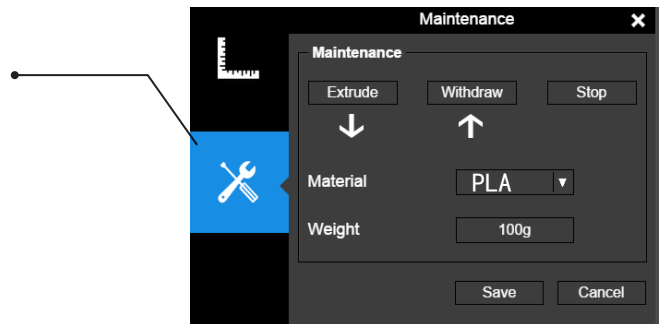 Maintenance
Maintenance
Extrude Withdraw Stop
Material PLA
Weight 100g
Save Cancel